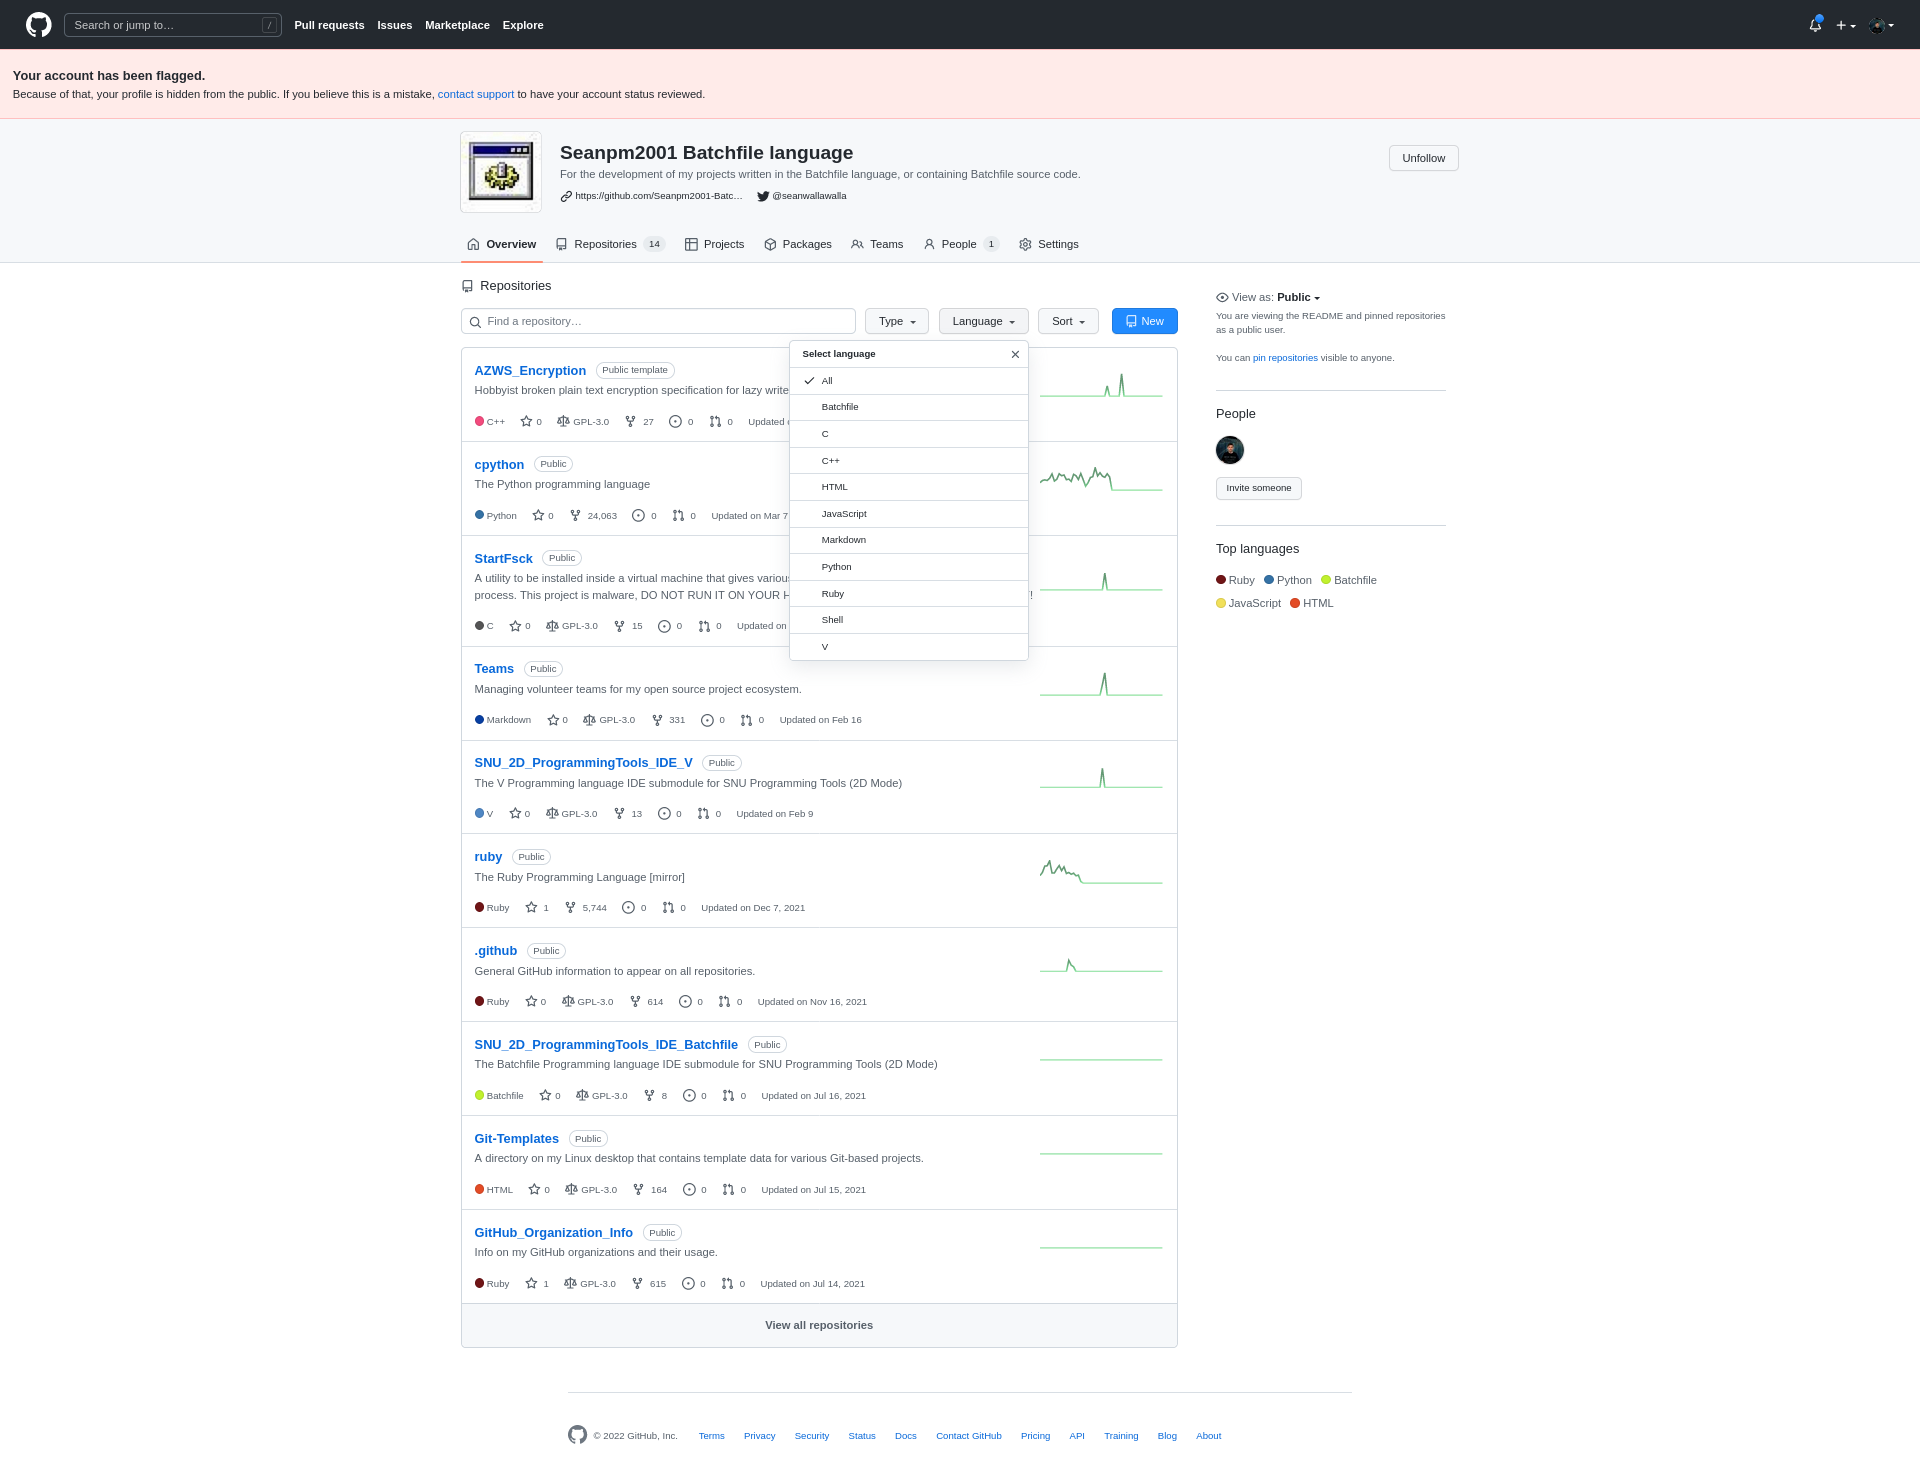 Search or jump to…
/
Pull requests Issues Marketplace Explore
Your account has been flagged.
Because of that, your profile is hidden from the public. If you believe this is a mistake, contact support to have your account status reviewed.
Seanpm2001 Batchfile language
For the development of my projects written in the Batchfile language, or containing Batchfile source code.
https://github.com/Seanpm2001-Batc… @seanwallawalla
Unfollow
Overview Repositories 14 Projects Packages Teams People 1 Settings
Repositories
Find a repository… Type Language Sort New
Select language
All
Batchfile
C
C++
HTML
JavaScript
Markdown
Python
Ruby
Shell
V
AZWS_Encryption Public template
Hobbyist broken plain text encryption specification for lazy write
C++ 0 GPL-3.0 27 0 0 Updated
cpython Public
The Python programming language
Python 0 24,063 0 0 Updated on Mar 7
StartFsck Public
A utility to be installed inside a virtual machine that gives various
process. This project is malware, DO NOT RUN IT ON YOUR H !
C 0 GPL-3.0 15 0 0 Updated on
Teams Public
Managing volunteer teams for my open source project ecosystem.
Markdown 0 GPL-3.0 331 0 0 Updated on Feb 16
SNU_2D_ProgrammingTools_IDE_V Public
The V Programming language IDE submodule for SNU Programming Tools (2D Mode)
V 0 GPL-3.0 13 0 0 Updated on Feb 9
ruby Public
The Ruby Programming Language [mirror]
Ruby 1 5,744 0 0 Updated on Dec 7, 2021
.github Public
General GitHub information to appear on all repositories.
Ruby 0 GPL-3.0 614 0 0 Updated on Nov 16, 2021
SNU_2D_ProgrammingTools_IDE_Batchfile Public
The Batchfile Programming language IDE submodule for SNU Programming Tools (2D Mode)
Batchfile 0 GPL-3.0 8 0 0 Updated on Jul 16, 2021
Git-Templates Public
A directory on my Linux desktop that contains template data for various Git-based projects.
HTML 0 GPL-3.0 164 0 0 Updated on Jul 15, 2021
GitHub_Organization_Info Public
Info on my GitHub organizations and their usage.
Ruby 1 GPL-3.0 615 0 0 Updated on Jul 14, 2021
View all repositories
View as: Public
You are viewing the README and pinned repositories
as a public user.
You can pin repositories visible to anyone.
People
Invite someone
Top languages
Ruby Python Batchfile
JavaScript HTML
© 2022 GitHub, Inc. Terms Privacy Security Status Docs Contact GitHub Pricing API Training Blog About